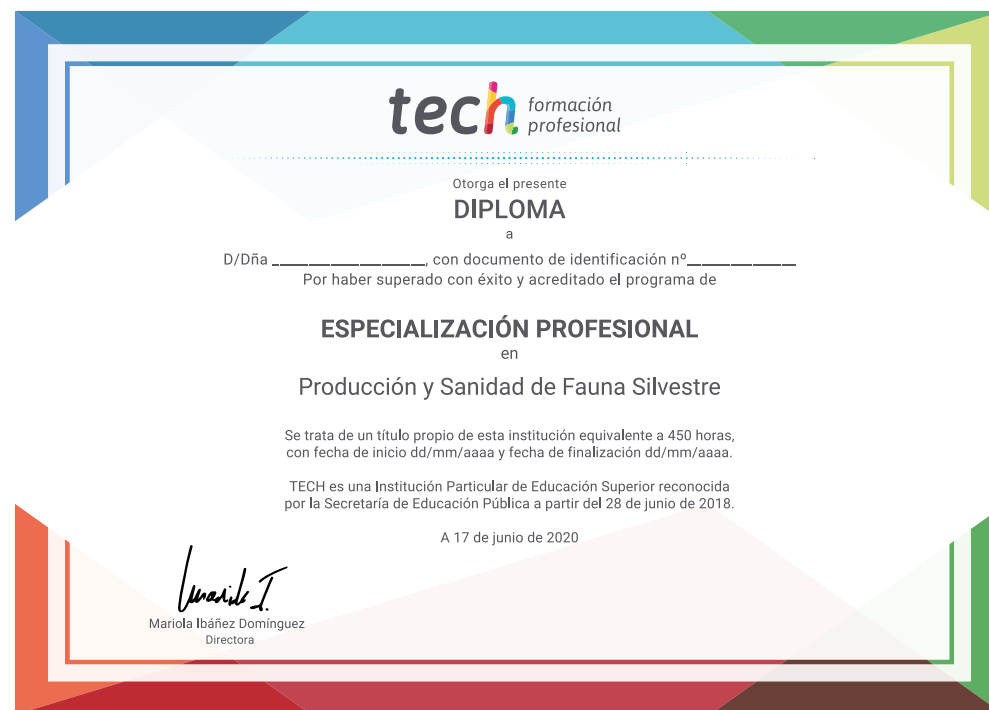 tech formación
profesional
Otorga el presente
DIPLOMA
a
D/Dña ____________________, con documento de identificación nº______________
Por haber superado con éxito y acreditado el programa de
ESPECIALIZACIÓN PROFESIONAL
en
Producción y Sanidad de Fauna Silvestre
Se trata de un título propio de esta institución equivalente a 450 horas,
con fecha de inicio dd/mm/aaaa y fecha de finalización dd/mm/aaaa.
TECH es una Institución Particular de Educación Superior reconocida
por la Secretaría de Educación Pública a partir del 28 de junio de 2018.
A 17 de junio de 2020
Mariola I.
Mariola Ibáñez Domínguez
Directora